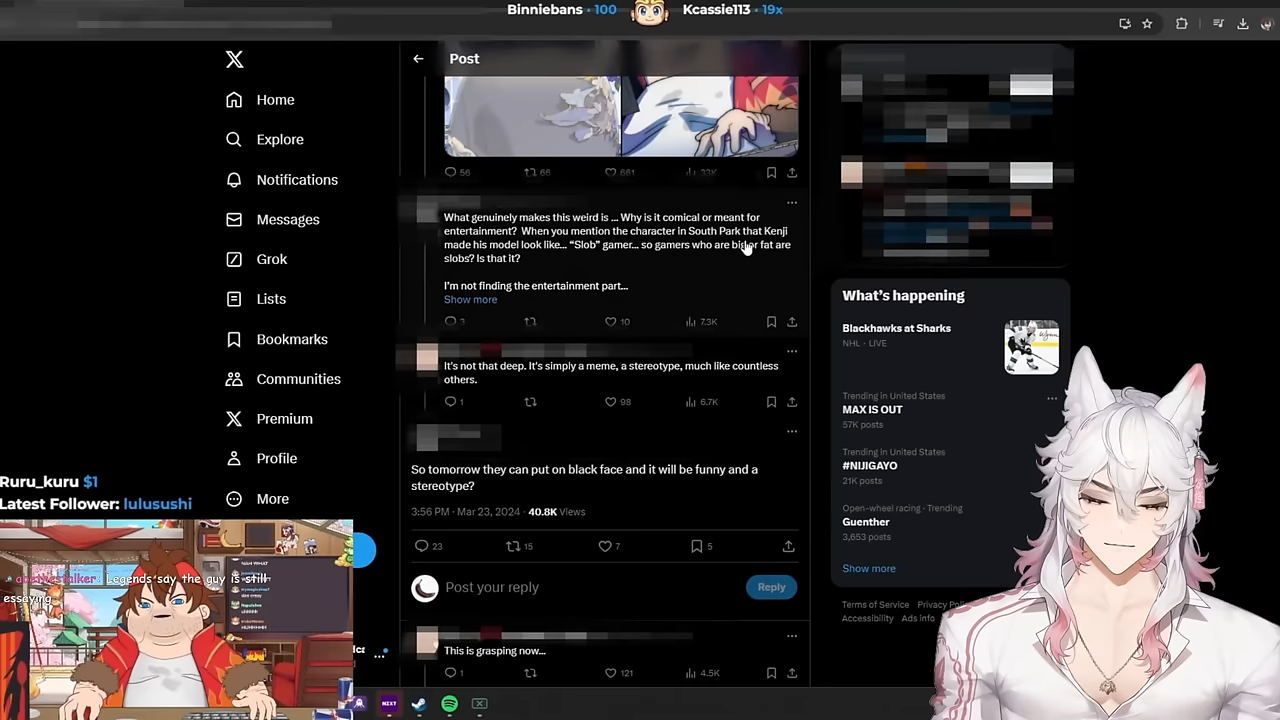 Binniebans · 100
Kcassie113 · 19x
Post
Home
Explore
Notifications
Messages
Grok
Lists
Bookmarks
Communities
Premium
Profile
More
56
66
661
33K
What genuinely makes this weird is ... Why is it comical or meant for
entertainment? When you mention the character in South Park that Kenji
made his model look like... “Slob” gamer... so gamers who are big or fat are
slobs? Is that it?
I’m not finding the entertainment part...
Show more
3
10
7.3K
It's not that deep. It's simply a meme, a stereotype, much like countless
others.
1
98
6.7K
So tomorrow they can put on black face and it will be funny and a
stereotype?
3:56 PM · Mar 23, 2024 · 40.8K Views
23
15
7
5
Post your reply
Reply
This is grasping now...
1
121
4.5K
What’s happening
Blackhawks at Sharks
NHL · LIVE
Trending in United States
MAX IS OUT
57K posts
Trending in United States
#NIJIGAYO
21K posts
Open-wheel racing · Trending
Guenther
3,653 posts
Show more
Terms of Service
Accessibility
Ads info
Ruru_kuru $1
Latest Follower: lulusushi
Legends say the guy is still
essaying
NEXT